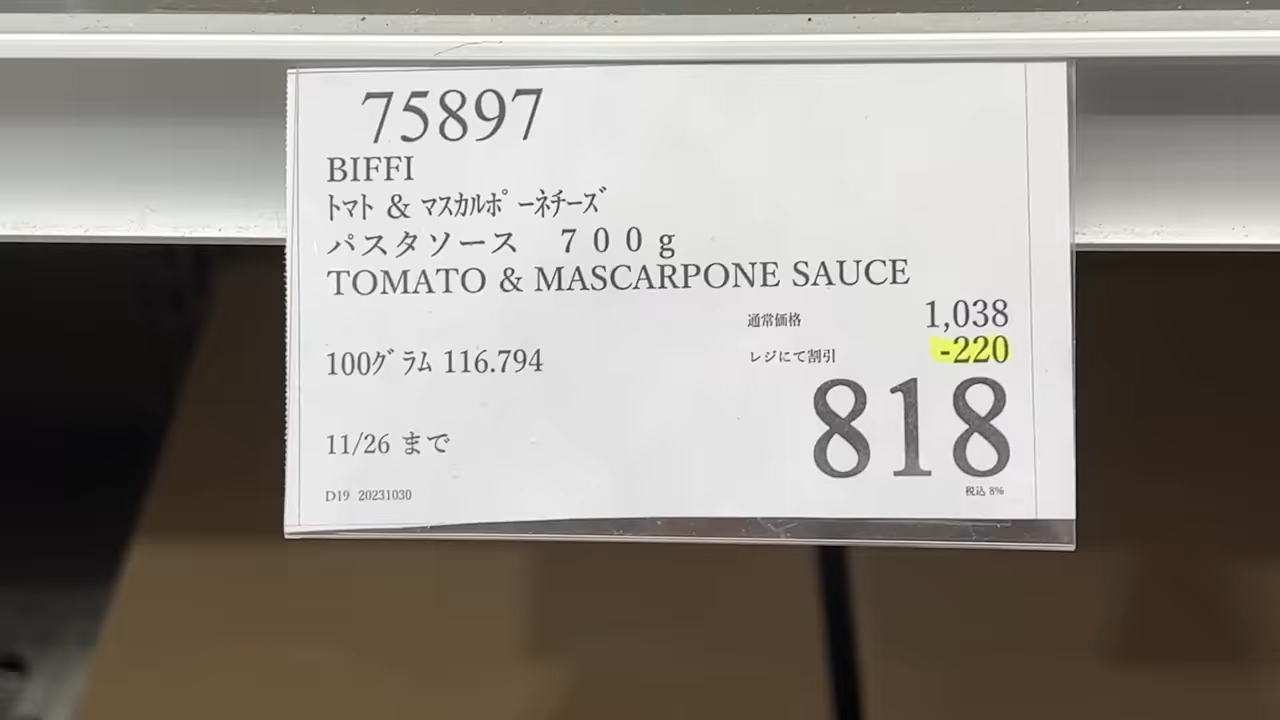 75897
BIFFI
ﾄﾏﾄ & ﾏｽｶﾙﾎﾟｰﾈﾁｰｽﾞ
パスタソース　７００ｇ
TOMATO & MASCARPONE SAUCE
通常価格 1,038
レジにて割引 -220
100ｸﾞﾗﾑ 116.794
818
11/26 まで
税込 8%
D19 20231030